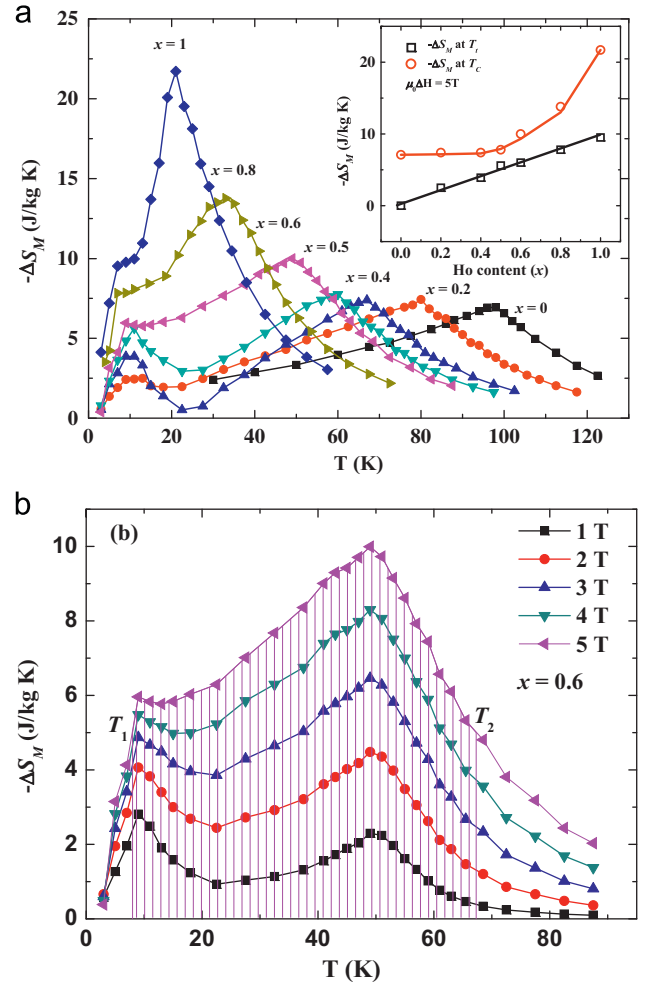 a
-ΔS_M (J/kg K)
25
20
15
10
5
0
0 20 40 60 80 100 120
T (K)
x = 1
x = 0.8
x = 0.6
x = 0.5
x = 0.4
x = 0.2
x = 0
-ΔS_M at T_t
-ΔS_M at T_C
μ₀ΔH = 5T
-ΔS_M (J/kg K)
20
10
0
0.0 0.2 0.4 0.6 0.8 1.0
Ho content (x)
b
(b)
-ΔS_M (J/kg K)
10
8
6
4
2
0
0 20 40 60 80
T (K)
1 T
2 T
3 T
4 T
5 T
x = 0.6
T₁
T₂